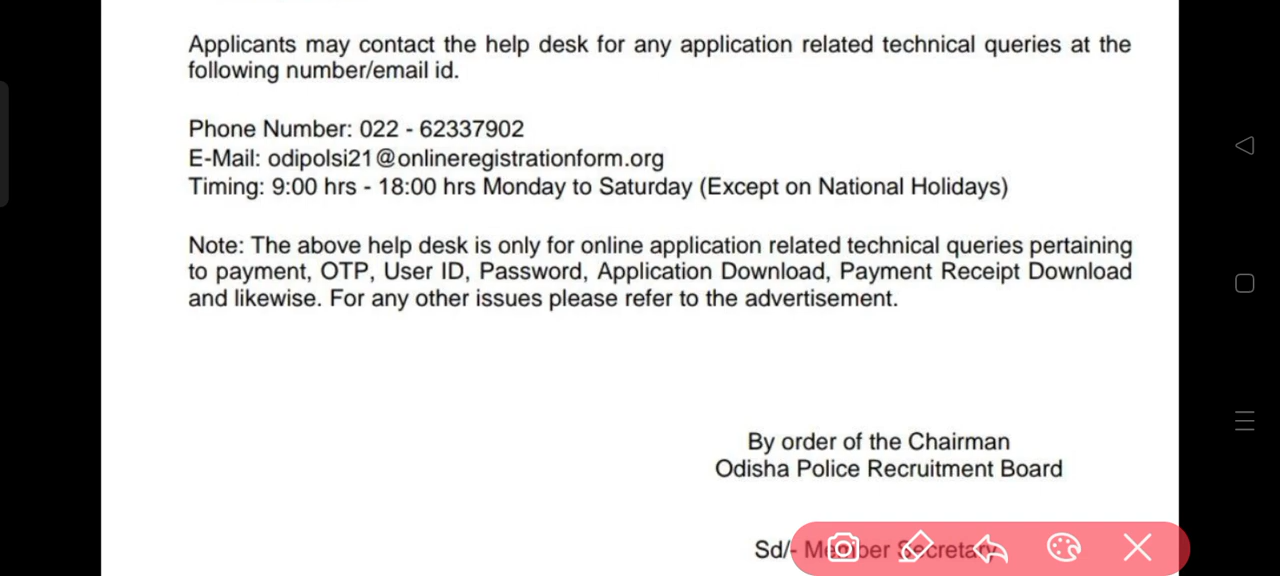 Applicants may contact the help desk for any application related technical queries at the
following number/email id.
Phone Number: 022 - 62337902
E-Mail: odipolsi21@onlineregistrationform.org
Timing: 9:00 hrs - 18:00 hrs Monday to Saturday (Except on National Holidays)
Note: The above help desk is only for online application related technical queries pertaining
to payment, OTP, User ID, Password, Application Download, Payment Receipt Download
and likewise. For any other issues please refer to the advertisement.
By order of the Chairman
Odisha Police Recruitment Board
Sd/- Member Secretary